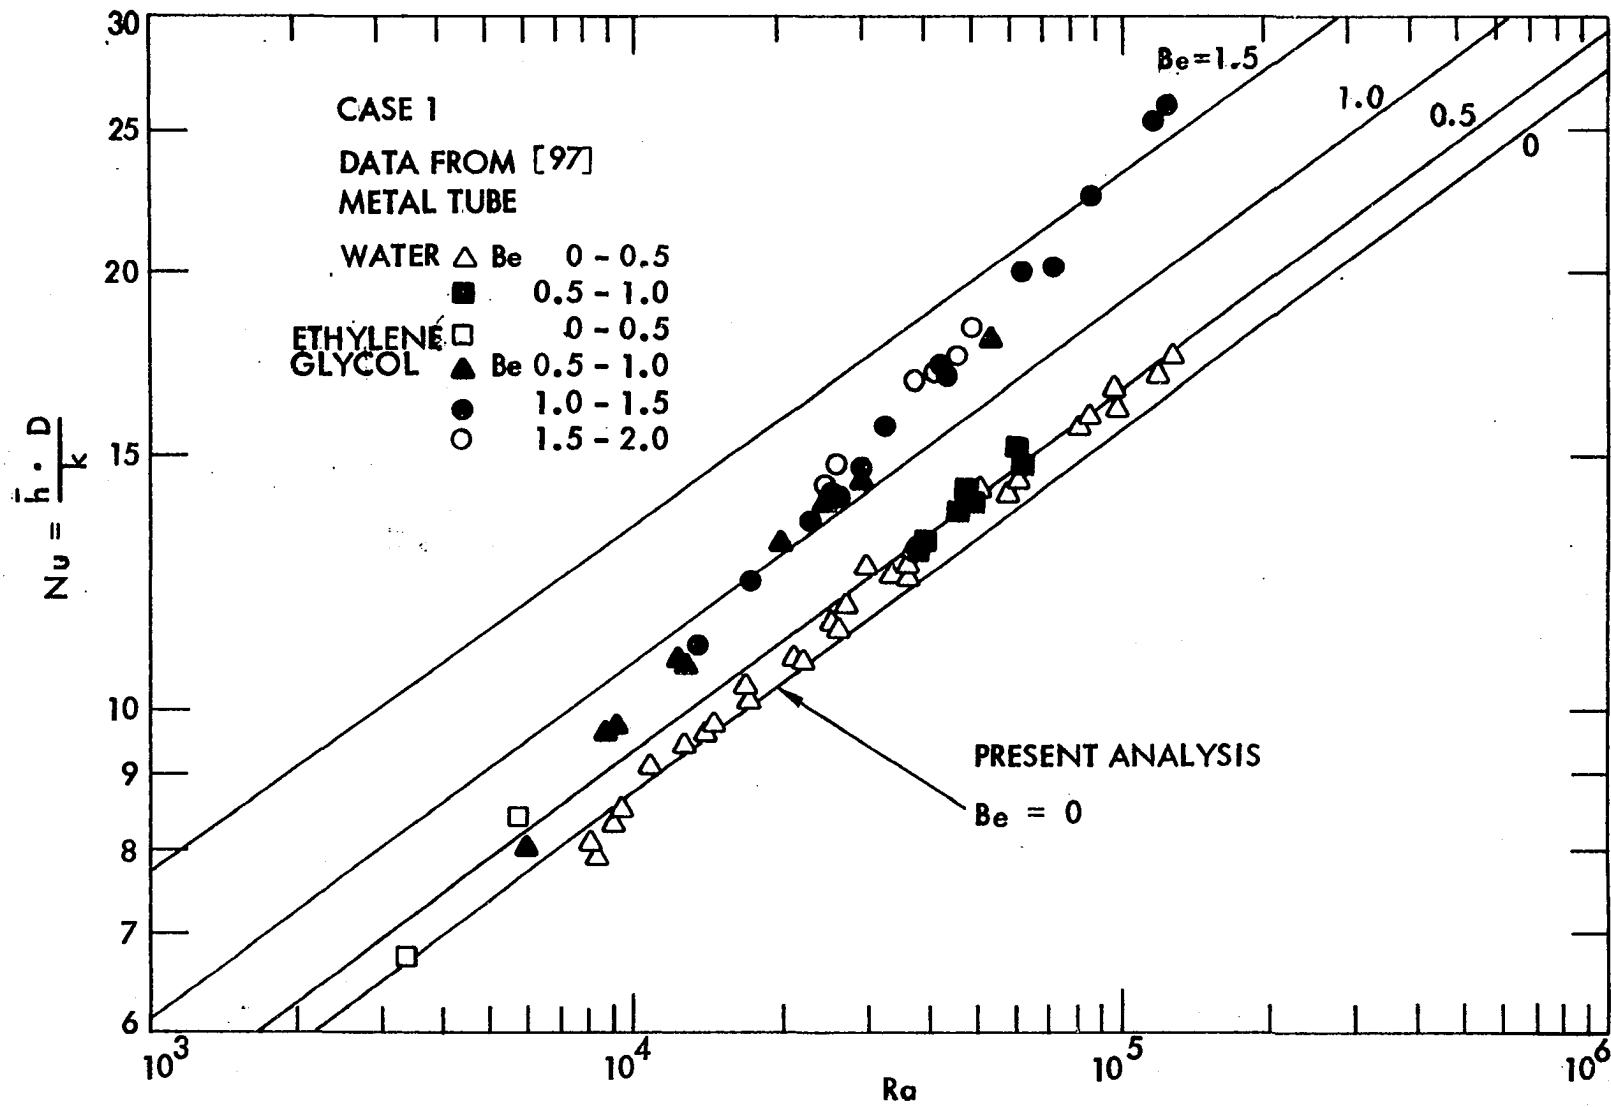 30
25
20
15
10
9
8
7
6
Nu = h̄ · D / k
CASE 1
DATA FROM [97]
METAL TUBE
WATER △ Be 0 - 0.5
■ 0.5 - 1.0
ETHYLENE □ 0 - 0.5
GLYCOL ▲ Be 0.5 - 1.0
● 1.0 - 1.5
○ 1.5 - 2.0
Be=1.5
1.0
0.5
0
PRESENT ANALYSIS
Be = 0
10³ 10⁴ 10⁵ 10⁶
Ra